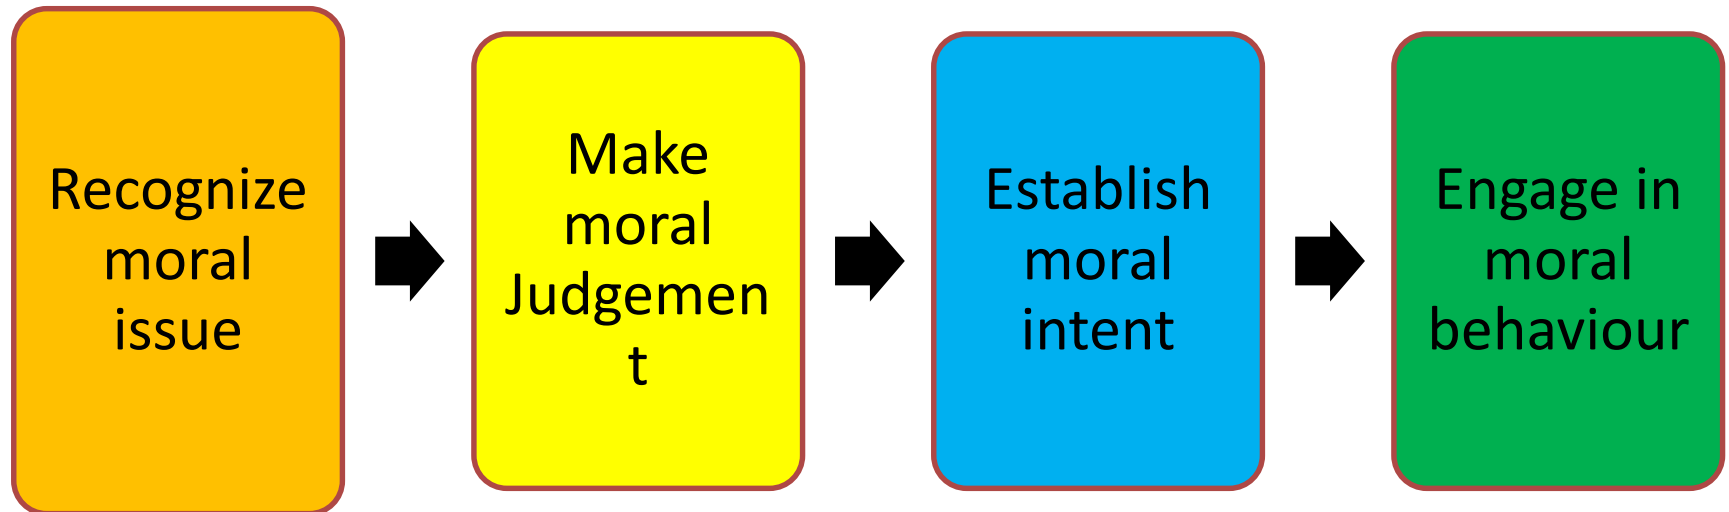 Recognize
moral
issue
Make
moral
Judgemen
t
Establish
moral
intent
Engage in
moral
behaviour